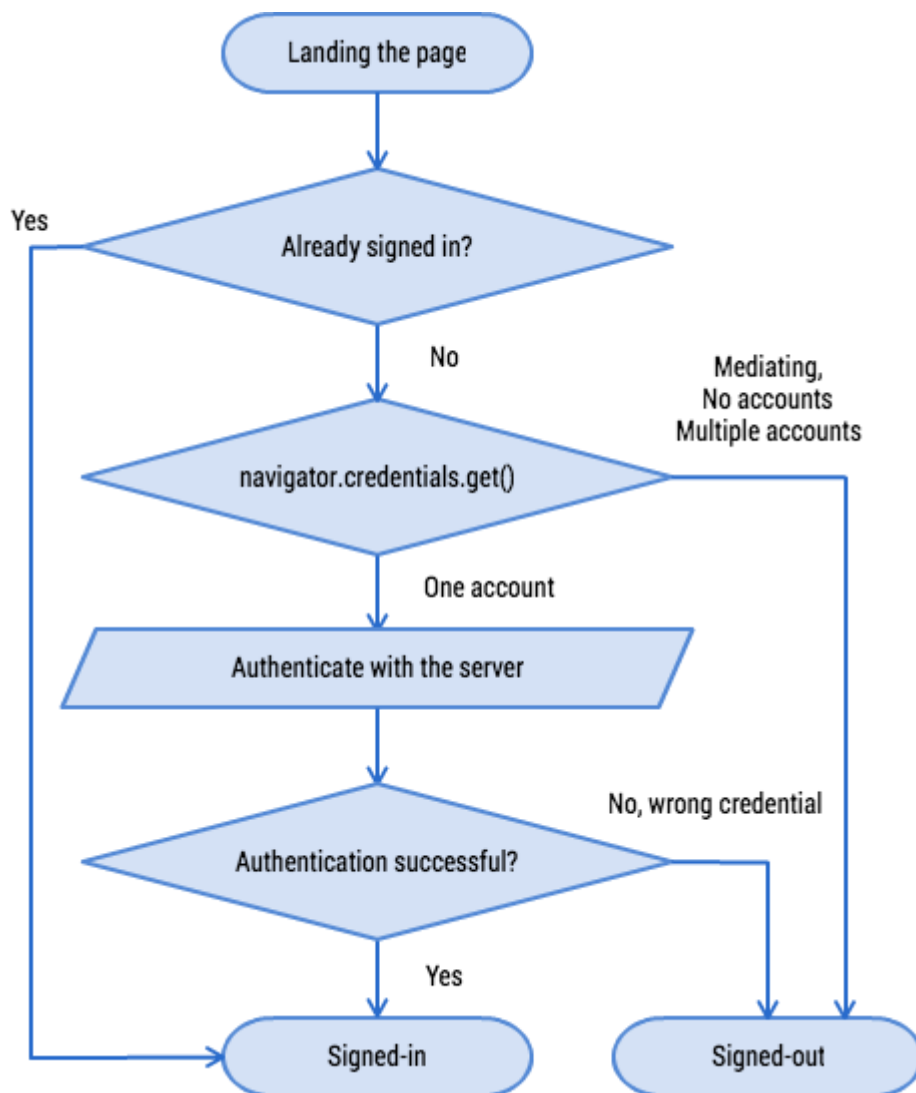 Landing the page
Yes
Already signed in?
No
Mediating,
No accounts
Multiple accounts
navigator.credentials.get()
One account
Authenticate with the server
No, wrong credential
Authentication successful?
Yes
Signed-in
Signed-out